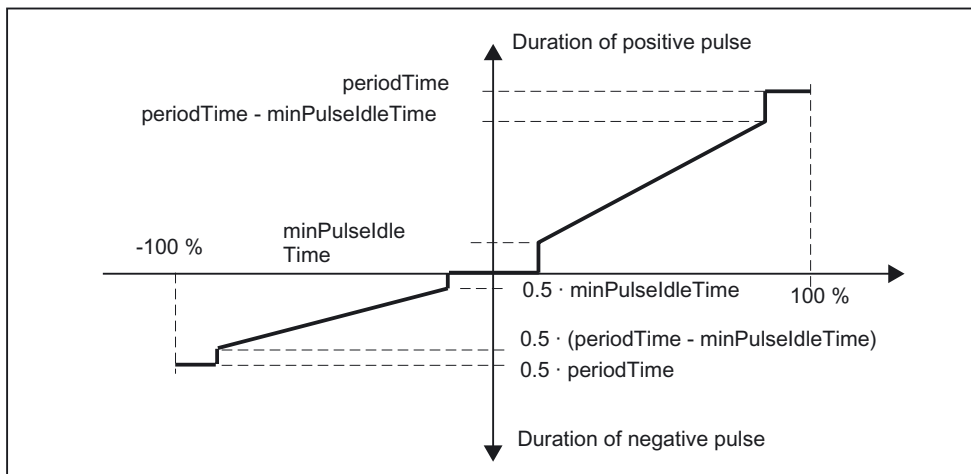 Duration of positive pulse
periodTime
periodTime - minPulseIdleTime
minPulseIdle
Time
-100 %
0.5 · minPulseIdleTime
100 %
0.5 · (periodTime - minPulseIdleTime)
0.5 · periodTime
Duration of negative pulse